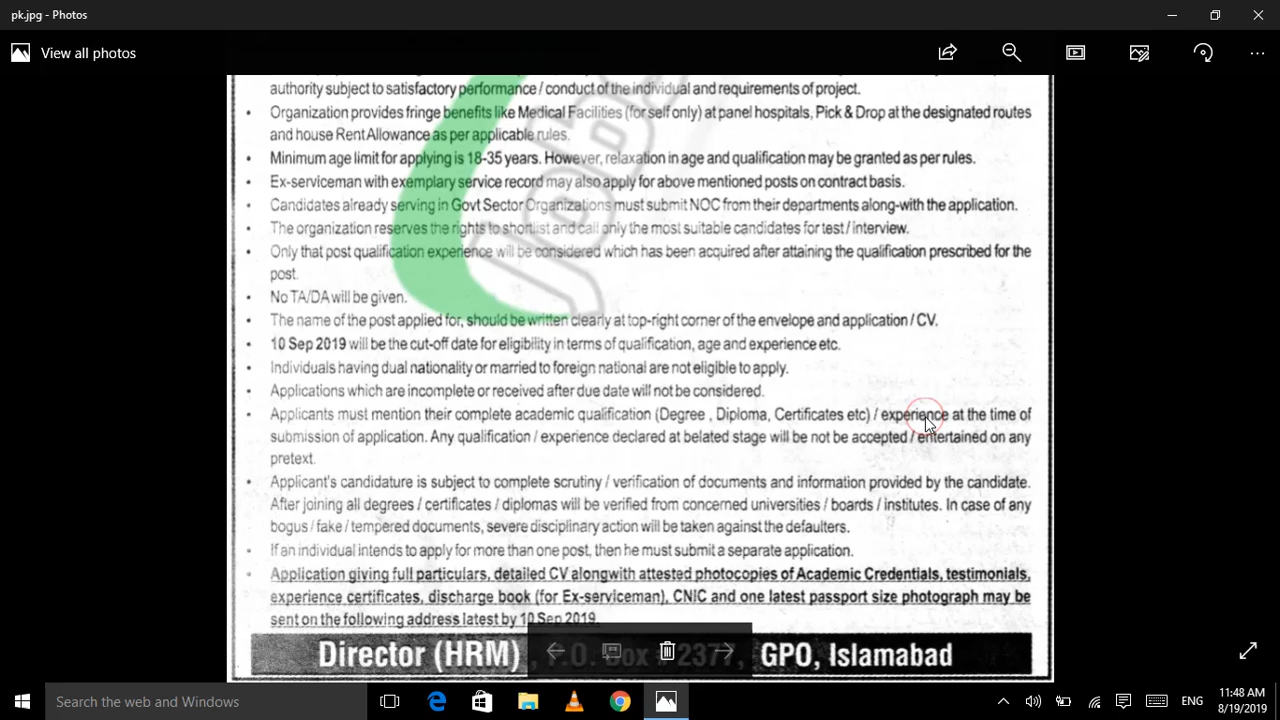 pk.jpg - Photos
View all photos
authority subject to satisfactory performance / conduct of the individual and requirements of project.
• Organization provides fringe benefits like Medical Facilities (for self only) at panel hospitals, Pick & Drop at the designated routes
and house Rent Allowance as per applicable rules.
• Minimum age limit for applying is 18-35 years. However, relaxation in age and qualification may be granted as per rules.
• Ex-serviceman with exemplary service record may also apply for above mentioned posts on contract basis.
• Candidates already serving in Govt Sector Organizations must submit NOC from their departments along-with the application.
• The organization reserves the rights to shortlist and call only the most suitable candidates for test / interview.
• Only that post qualification experience will be considered which has been acquired after attaining the qualification prescribed for the
post.
• No TA/DA will be given.
• The name of the post applied for, should be written clearly at top-right corner of the envelope and application / CV.
• 10 Sep 2019 will be the cut-off date for eligibility in terms of qualification, age and experience etc.
• Individuals having dual nationality or married to foreign national are not eligible to apply.
• Applications which are incomplete or received after due date will not be considered.
• Applicants must mention their complete academic qualification (Degree , Diploma, Certificates etc) / experience at the time of
submission of application. Any qualification / experience declared at belated stage will be not be accepted / entertained on any
pretext.
• Applicant's candidature is subject to complete scrutiny / verification of documents and information provided by the candidate.
After joining all degrees / certificates / diplomas will be verified from concerned universities / boards / institutes. In case of any
bogus / fake / tempered documents, severe disciplinary action will be taken against the defaulters.
• If an individual intends to apply for more than one post, then he must submit a separate application.
• Application giving full particulars, detailed CV alongwith attested photocopies of Academic Credentials, testimonials,
experience certificates, discharge book (for Ex-serviceman), CNIC and one latest passport size photograph may be
sent on the following address latest by 10 Sep 2019.
Director (HRM) , P.O. Box # 2377, GPO, Islamabad
Search the web and Windows
ENG
11:48 AM
8/19/2019